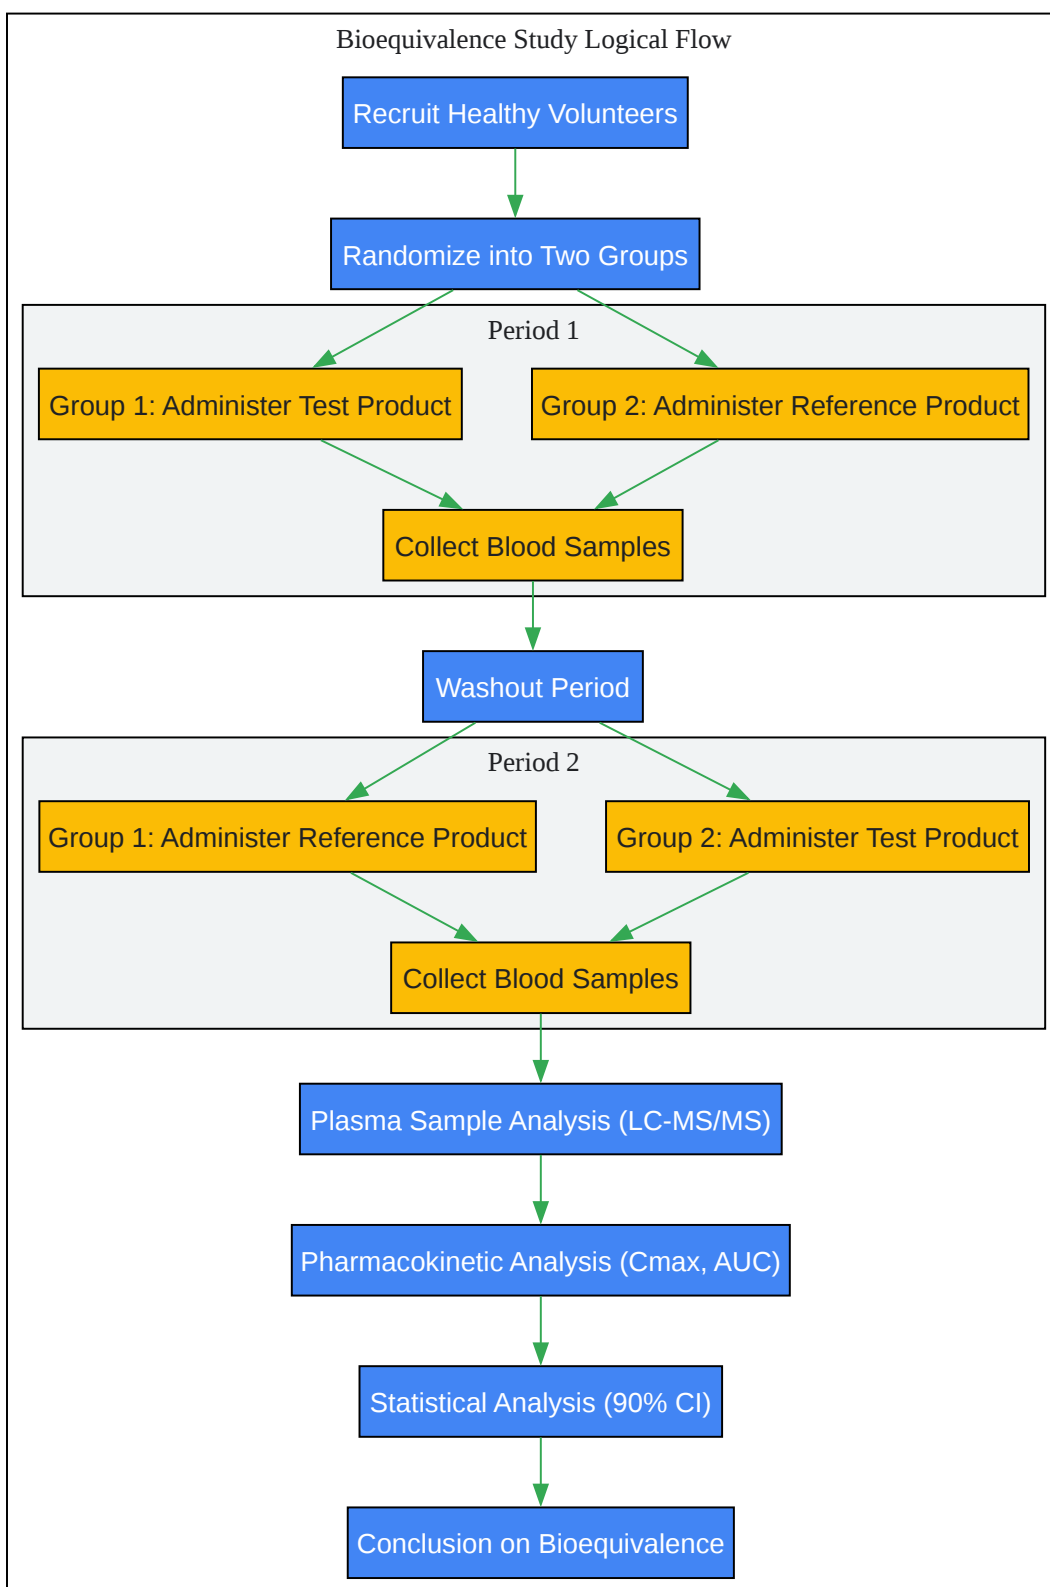 Bioequivalence Study Logical Flow
Recruit Healthy Volunteers
Randomize into Two Groups
Period 1
Group 1: Administer Test Product
Group 2: Administer Reference Product
Collect Blood Samples
Washout Period
Period 2
Group 1: Administer Reference Product
Group 2: Administer Test Product
Collect Blood Samples
Plasma Sample Analysis (LC-MS/MS)
Pharmacokinetic Analysis (Cmax, AUC)
Statistical Analysis (90% CI)
Conclusion on Bioequivalence